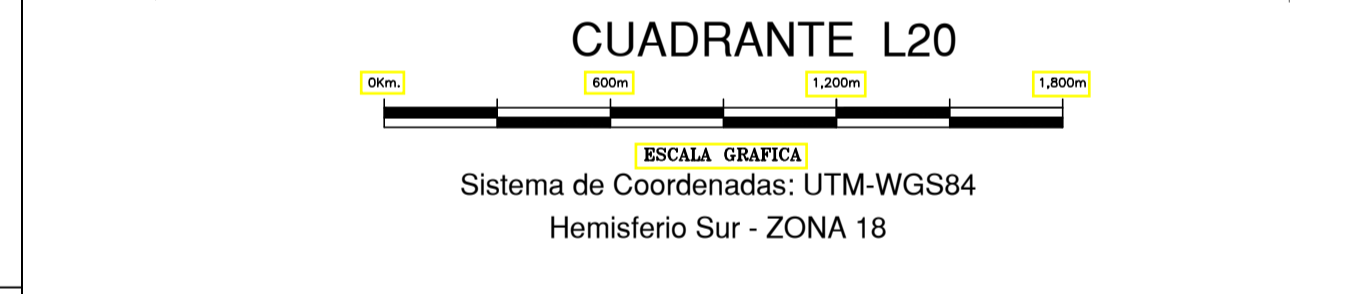 CUADRANTE L20
0Km. 600m 1,200m 1,800m
ESCALA GRAFICA
Sistema de Coordenadas: UTM-WGS84
Hemisferio Sur - ZONA 18